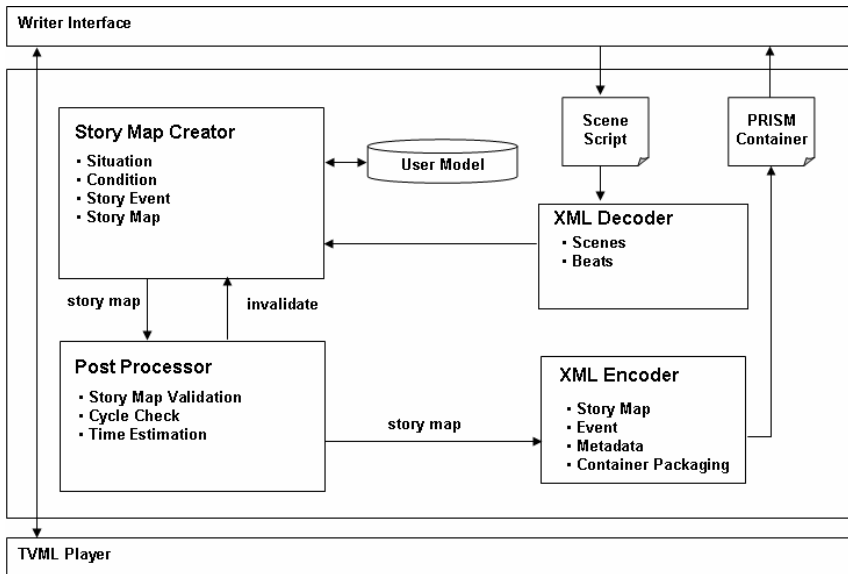 Writer Interface
Story Map Creator
▪ Situation
▪ Condition
▪ Story Event
▪ Story Map
User Model
Scene
Script
PRISM
Container
XML Decoder
▪ Scenes
▪ Beats
story map
invalidate
Post Processor
▪ Story Map Validation
▪ Cycle Check
▪ Time Estimation
story map
XML Encoder
▪ Story Map
▪ Event
▪ Metadata
▪ Container Packaging
TVML Player